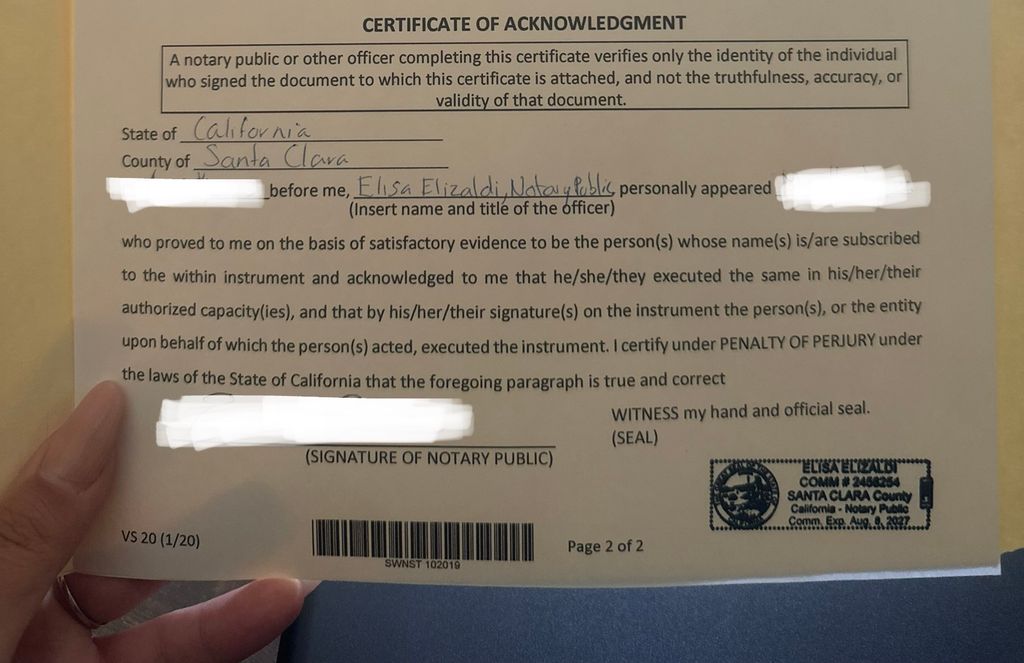 CERTIFICATE OF ACKNOWLEDGMENT
A notary public or other officer completing this certificate verifies only the identity of the individual
who signed the document to which this certificate is attached, and not the truthfulness, accuracy, or
validity of that document.
State of California
County of Santa Clara
before me, Elisa Elizaldi, Notary Public, personally appeared
(Insert name and title of the officer)
who proved to me on the basis of satisfactory evidence to be the person(s) whose name(s) is/are subscribed
to the within instrument and acknowledged to me that he/she/they executed the same in his/her/their
authorized capacity(ies), and that by his/her/their signature(s) on the instrument the person(s), or the entity
upon behalf of which the person(s) acted, executed the instrument. I certify under PENALTY OF PERJURY under
the laws of the State of California that the foregoing paragraph is true and correct
WITNESS my hand and official seal.
(SEAL)
(SIGNATURE OF NOTARY PUBLIC)
ELISA ELIZALDI
COMM # 2456254
SANTA CLARA County
California - Notary Public
Comm. Exp. Aug. 8, 2027
VS 20 (1/20)
SWNST 102019
Page 2 of 2